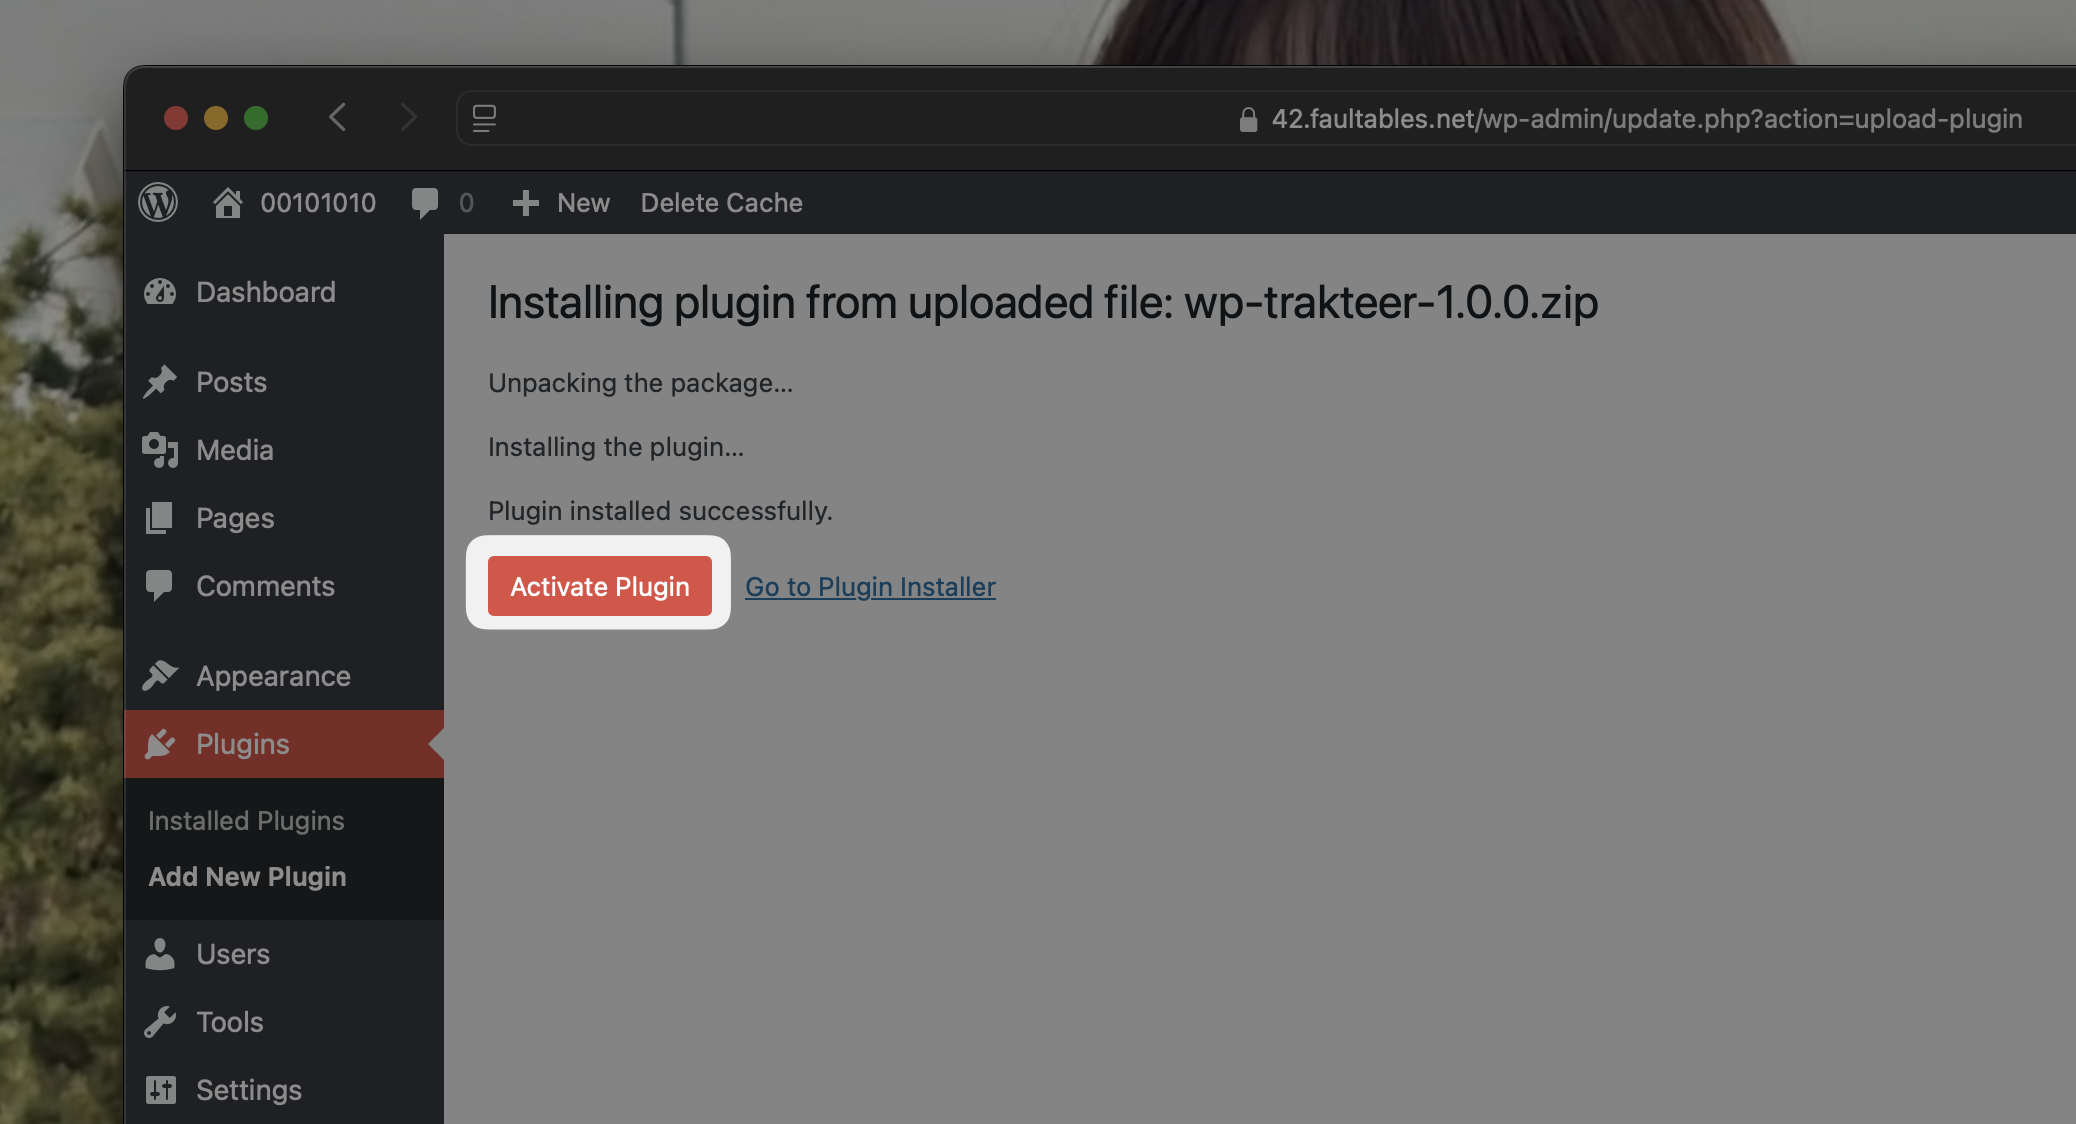 42.faultables.net/wp-admin/update.php?action=upload-plugin
00101010 0 New Delete Cache
Dashboard
Posts
Media
Pages
Comments
Appearance
Plugins
Installed Plugins
Add New Plugin
Users
Tools
Settings
Installing plugin from uploaded file: wp-trakteer-1.0.0.zip
Unpacking the package…
Installing the plugin…
Plugin installed successfully.
Activate Plugin Go to Plugin Installer